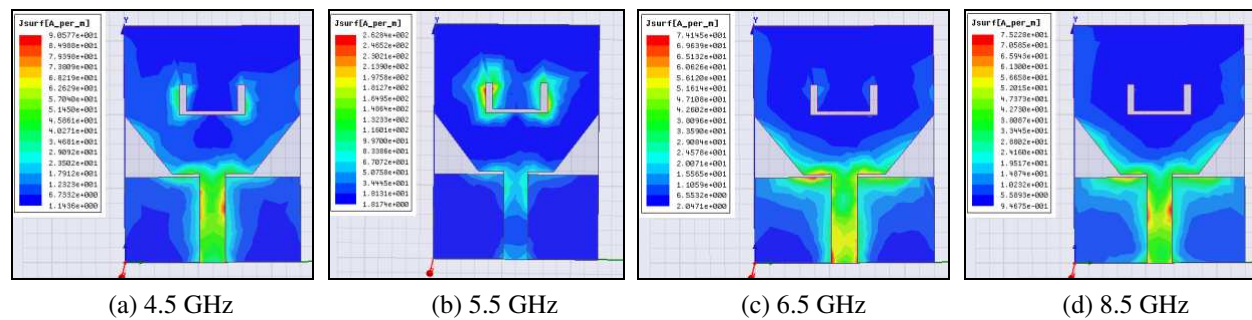 Jsurf[A_per_m]
9.0577e+001
8.4988e+001
7.9398e+001
7.3809e+001
6.8219e+001
6.2629e+001
5.7040e+001
5.1450e+001
4.5861e+001
4.0271e+001
3.4681e+001
2.9092e+001
2.3502e+001
1.7912e+001
1.2323e+001
6.7332e+000
1.1436e+000
Y
Jsurf[A_per_m]
2.6284e+002
2.4652e+002
2.3021e+002
2.1390e+002
1.9758e+002
1.8127e+002
1.6495e+002
1.4864e+002
1.3233e+002
1.1601e+002
9.9700e+001
8.3386e+001
6.7072e+001
5.0758e+001
3.4445e+001
1.8131e+001
1.8174e+000
Y
Jsurf[A_per_m]
7.4145e+001
6.9639e+001
6.5132e+001
6.0626e+001
5.6120e+001
5.1614e+001
4.7108e+001
4.2602e+001
3.8096e+001
3.3590e+001
2.9084e+001
2.4578e+001
2.0071e+001
1.5565e+001
1.1059e+001
6.5532e+000
2.0471e+000
Y
Jsurf[A_per_m]
7.5228e+001
7.0585e+001
6.5943e+001
6.1300e+001
5.6658e+001
5.2015e+001
4.7373e+001
4.2730e+001
3.8087e+001
3.3445e+001
2.8802e+001
2.4160e+001
1.9517e+001
1.4874e+001
1.0232e+001
5.5893e+000
9.4675e-001
Y
(a) 4.5 GHz
(b) 5.5 GHz
(c) 6.5 GHz
(d) 8.5 GHz